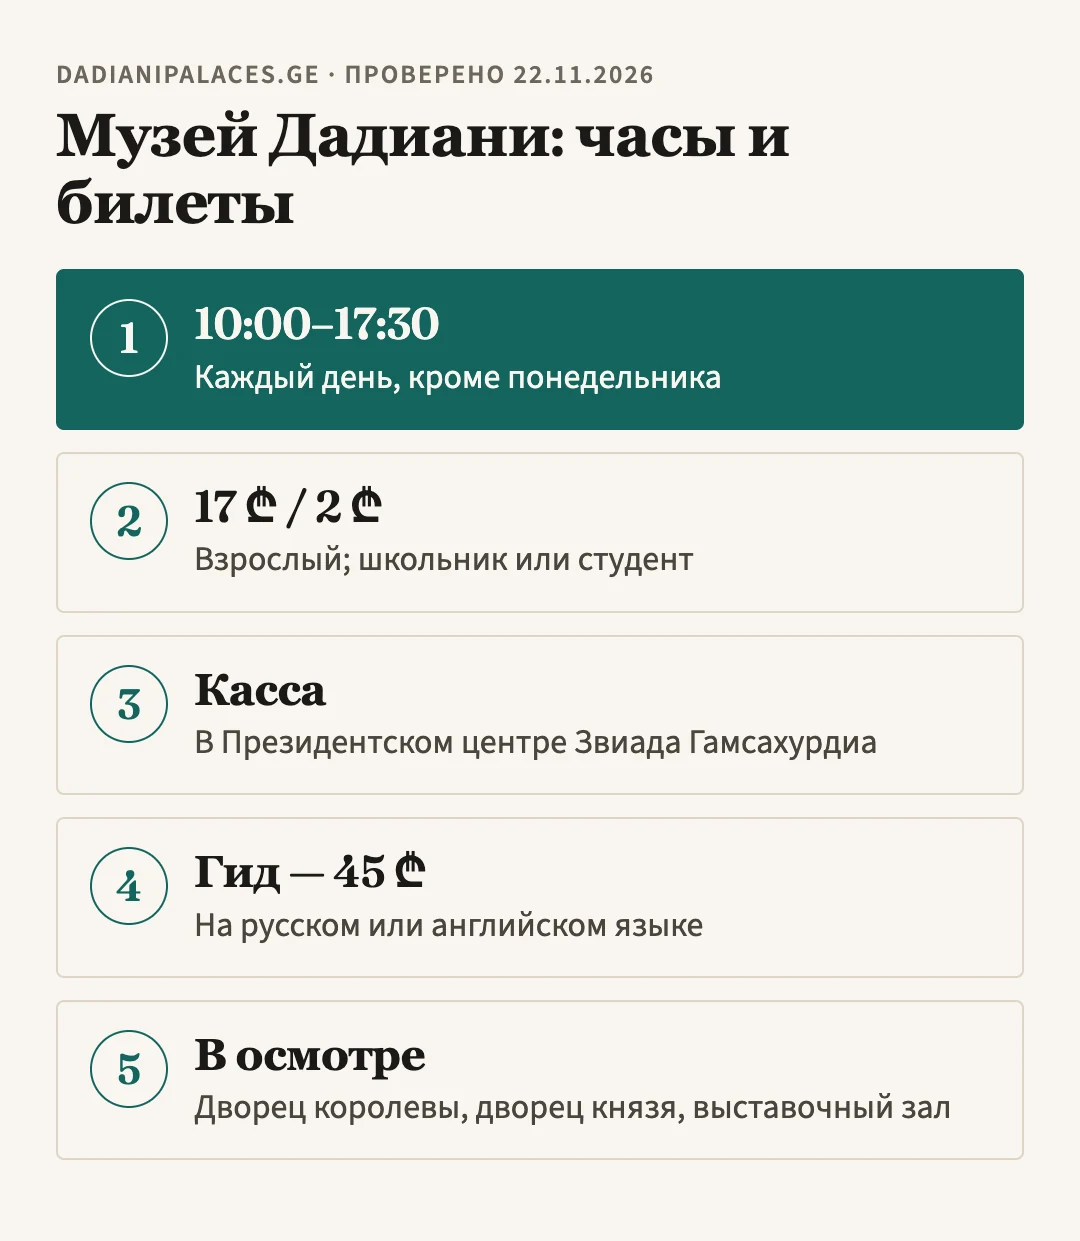 DADIANIPALACES.GE · ПРОВЕРЕНО 22.11.2026
Музей Дадиани: часы и
билеты
1
10:00–17:30
Каждый день, кроме понедельника
2
17 ₾ / 2 ₾
Взрослый; школьник или студент
3
Касса
В Президентском центре Звиада Гамсахурдиа
4
Гид — 45 ₾
На русском или английском языке
5
В осмотре
Дворец королевы, дворец князя, выставочный зал